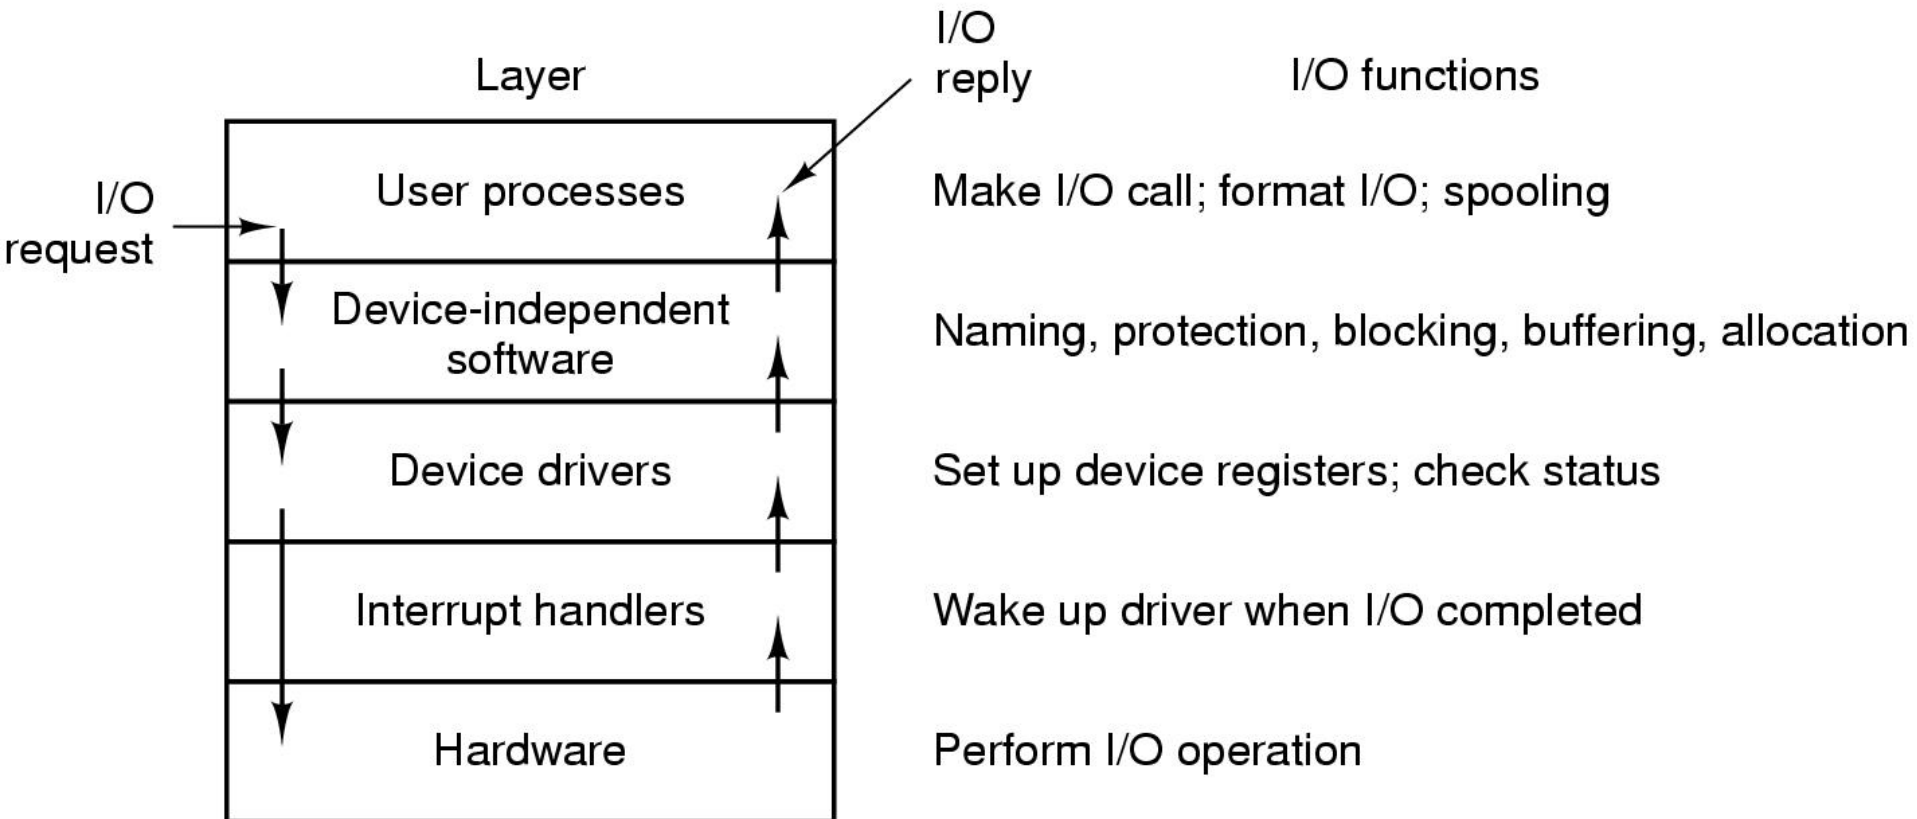 Layer
I/O
reply
I/O functions
I/O
request
User processes
Make I/O call; format I/O; spooling
Device-independent
software
Naming, protection, blocking, buffering, allocation
Device drivers
Set up device registers; check status
Interrupt handlers
Wake up driver when I/O completed
Hardware
Perform I/O operation